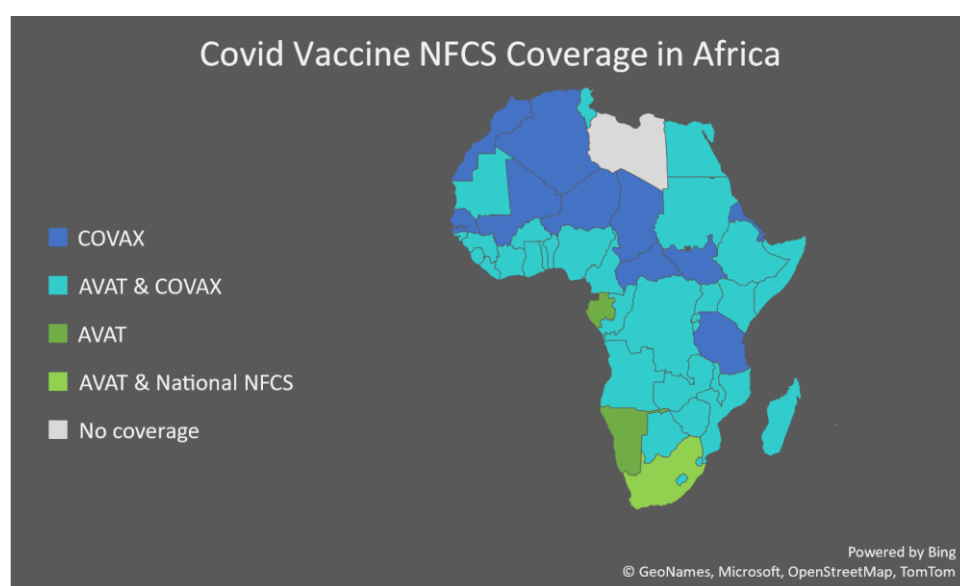 Covid Vaccine NFCS Coverage in Africa
COVAX
AVAT & COVAX
AVAT
AVAT & National NFCS
No coverage
Powered by Bing
© GeoNames, Microsoft, OpenStreetMap, TomTom